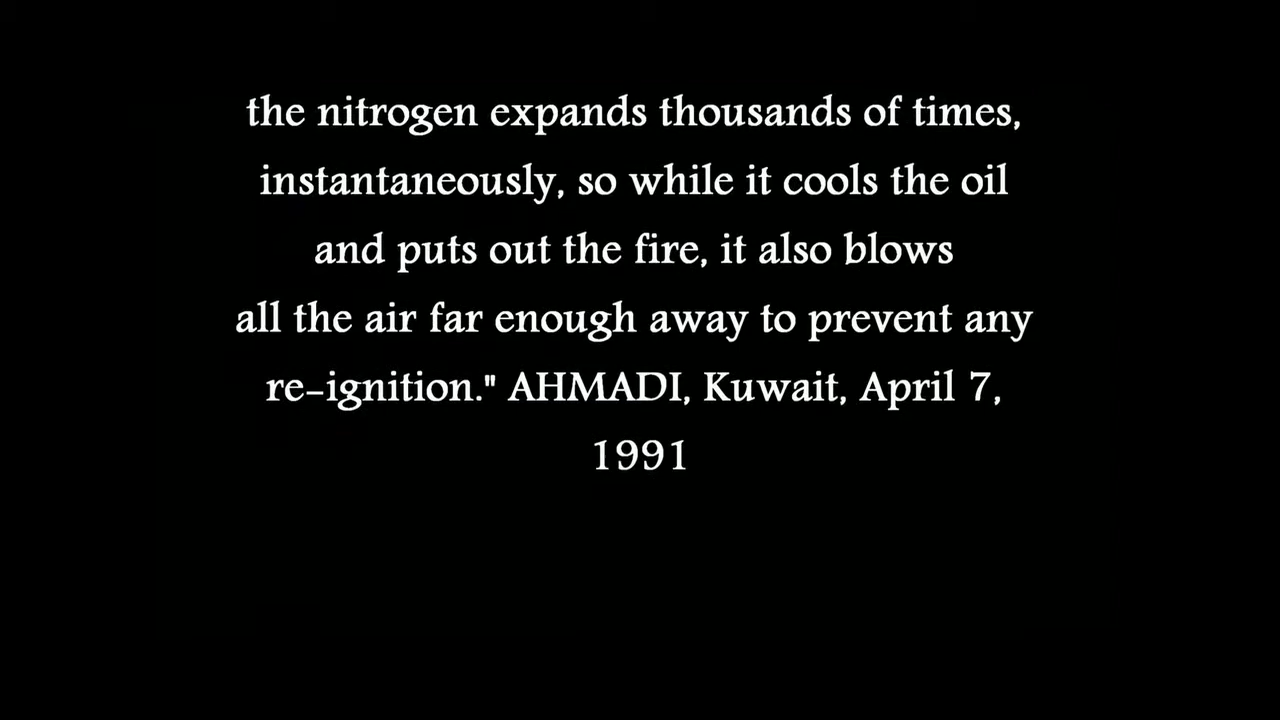 the nitrogen expands thousands of times,
instantaneously, so while it cools the oil
and puts out the fire, it also blows
all the air far enough away to prevent any
re-ignition." AHMADI, Kuwait, April 7,
1991